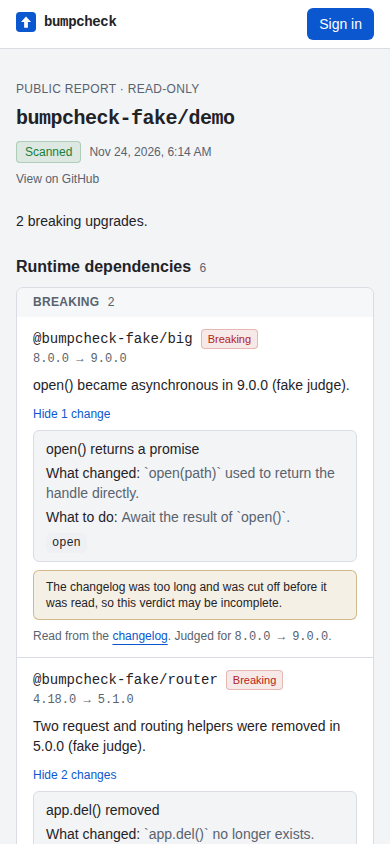 bumpcheck
Sign in
PUBLIC REPORT · READ-ONLY
bumpcheck-fake/demo
Scanned Nov 24, 2026, 6:14 AM
View on GitHub
2 breaking upgrades.
Runtime dependencies 6
BREAKING 2
@bumpcheck-fake/big Breaking
8.0.0 → 9.0.0
open() became asynchronous in 9.0.0 (fake judge).
Hide 1 change
open() returns a promise
What changed: `open(path)` used to return the
handle directly.
What to do: Await the result of `open()`.
open
The changelog was too long and was cut off before it
was read, so this verdict may be incomplete.
Read from the changelog. Judged for 8.0.0 → 9.0.0.
@bumpcheck-fake/router Breaking
4.18.0 → 5.1.0
Two request and routing helpers were removed in
5.0.0 (fake judge).
Hide 2 changes
app.del() removed
What changed: `app.del()` no longer exists.